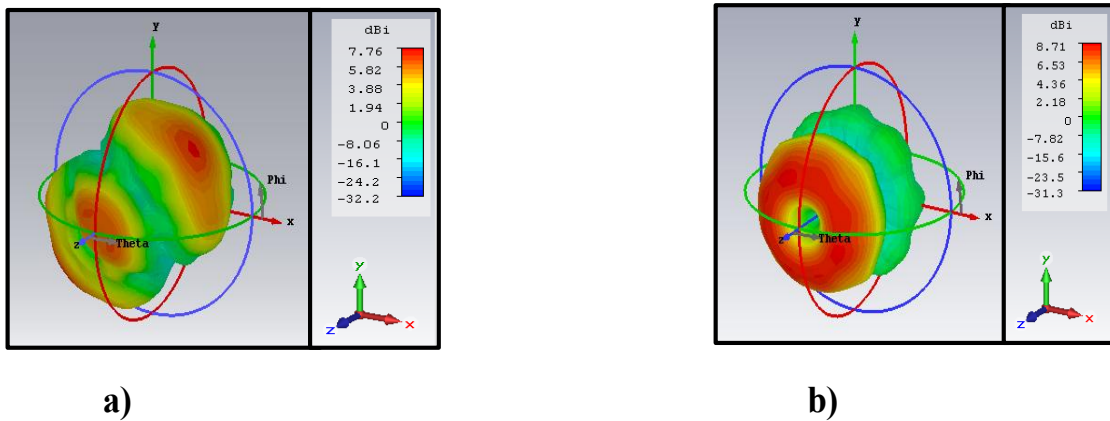 y
Phi
x
z
Theta
dBi
7.76
5.82
3.88
1.94
0
-8.06
-16.1
-24.2
-32.2
y
x
z
y
Phi
x
z
Theta
dBi
8.71
6.53
4.36
2.18
0
-7.82
-15.6
-23.5
-31.3
y
x
z
a)
b)